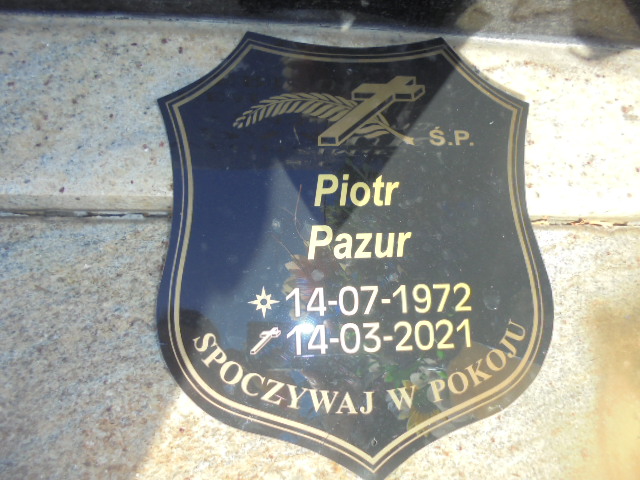 Ś.P.
Piotr
Pazur
14-07-1972
14-03-2021
SPOCZYWAJ W POKOJU